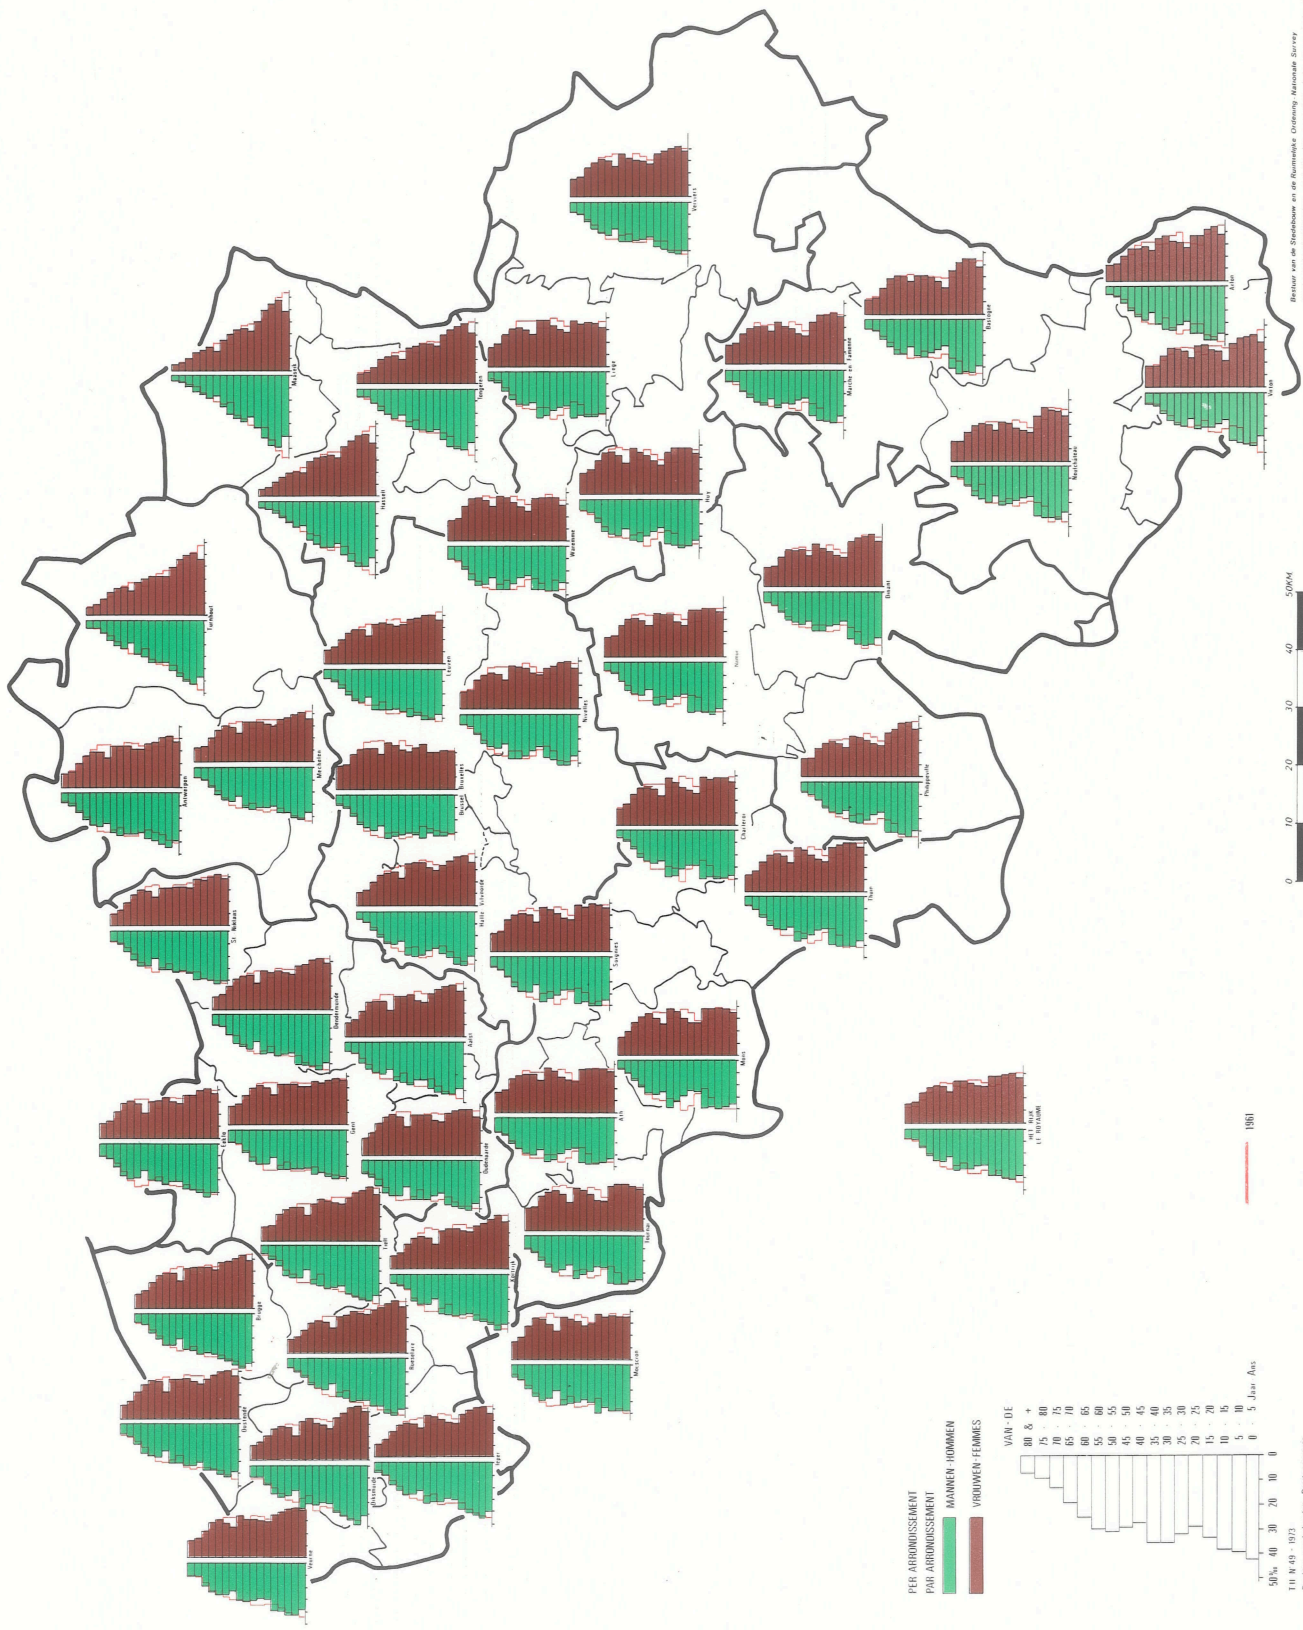 Maaseik
Turnhout
Hasselt
Tongeren
Liège
Verviers
Antwerpen
Mechelen
Leuven
Waremme
Huy
Marche en Famenne
Bastogne
St Niklaas
Brussel Bruxelles
Nivelles
Namur
Dinant
Neufchâteau
Arlon
Virton
Dendermonde
Halle Vilvoorde
Charleroi
Philippeville
Eeklo
Gent
Aalst
Soignies
Thuin
Brugge
Tielt
Oudenaarde
Ath
Mons
Oostende
Roeselare
Kortrijk
Tournai
Veurne
Diksmuide
Ieper
Mouscron
HET RIJK
LE ROYAUME
PER ARRONDISSEMENT
PAR ARRONDISSEMENT
MANNEN-HOMMEN
VROUWEN-FEMMES
1961
0 10 20 30 40 50KM
VAN - DE
80 & +
75 - 80
70 - 75
65 - 70
60 - 65
55 - 60
50 - 55
45 - 50
40 - 45
35 - 40
30 - 35
25 - 30
20 - 25
15 - 20
10 - 15
5 10
0 5 Jaar Ans
50‰ 40 30 20 10 0
T II N 49 - 1973
Bestuur van de Stedebouw en de Ruimtelijke Ordening-Nationale Survey